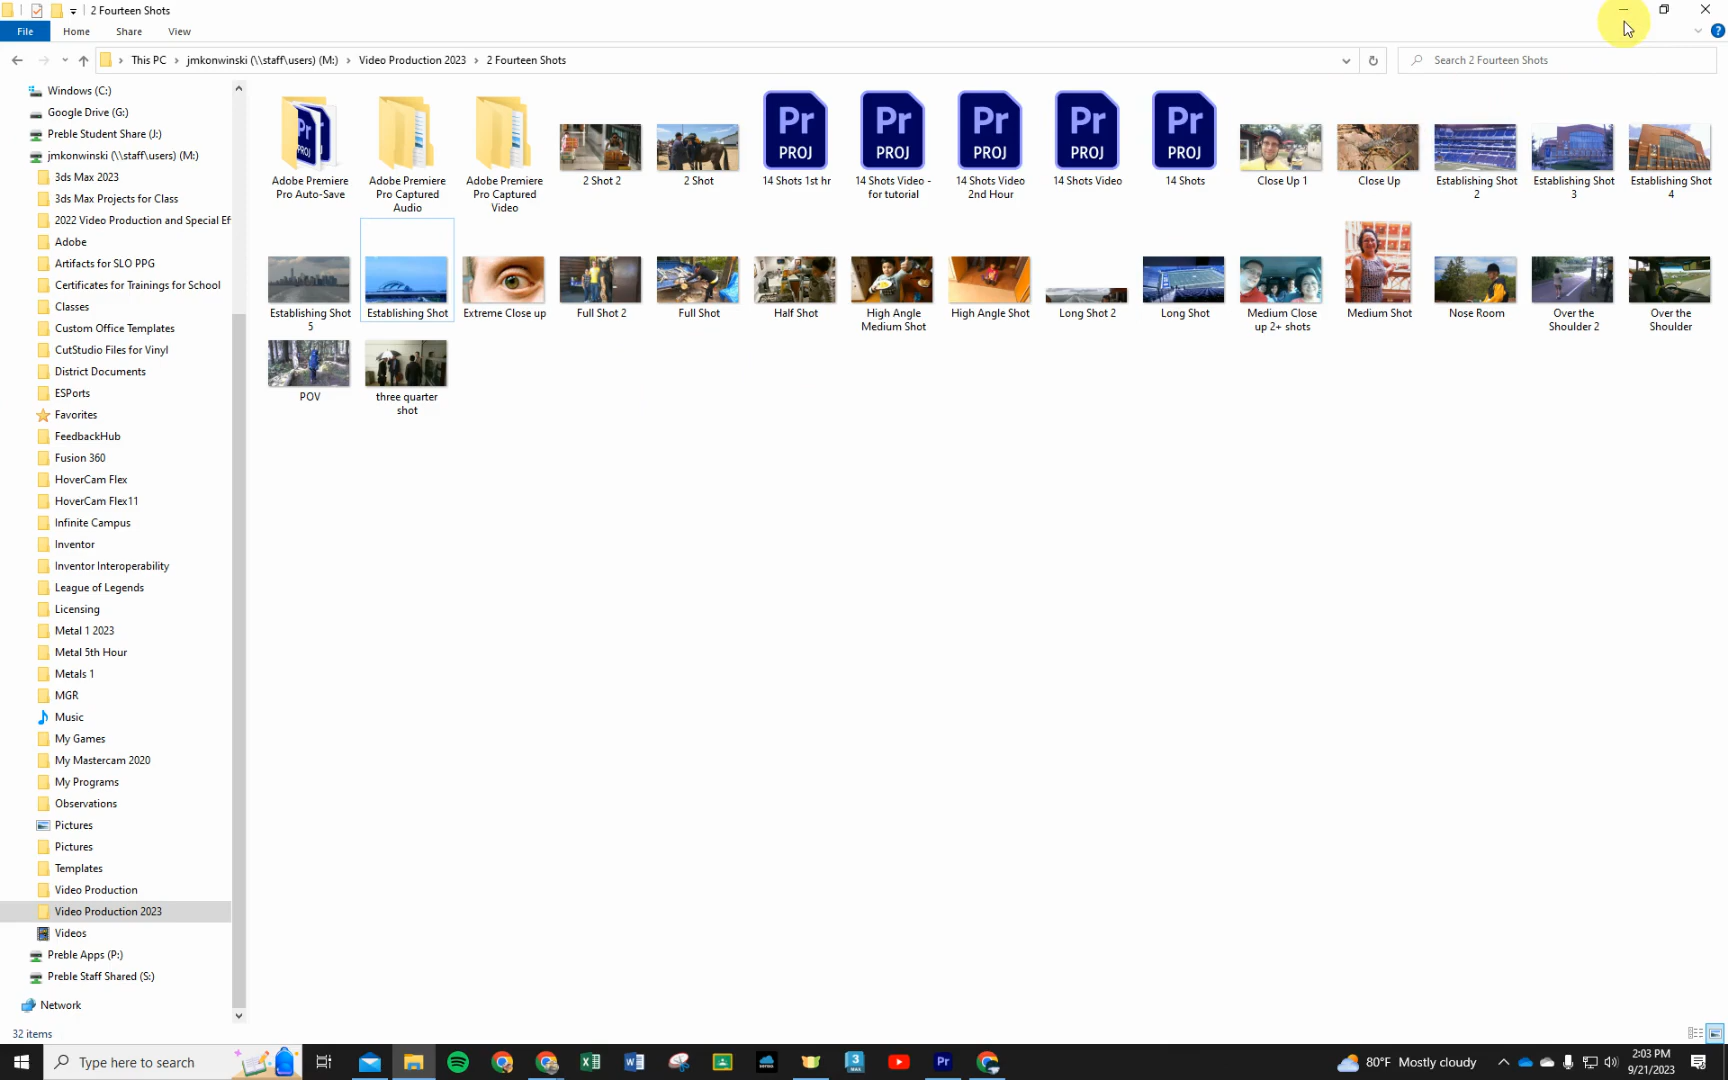 2 Fourteen Shots
File Home Share View
This PC jmkonwinski (\\staff\users) (M:) Video Production 2023 2 Fourteen Shots
Search 2 Fourteen Shots
Windows (C:)
Google Drive (G:)
Preble Student Share (J:)
jmkonwinski (\\staff\users) (M:)
3ds Max 2023
3ds Max Projects for Class
2022 Video Production and Special Ef
Adobe
Artifacts for SLO PPG
Certificates for Trainings for School
Classes
Custom Office Templates
CutStudio Files for Vinyl
District Documents
ESPorts
Favorites
FeedbackHub
Fusion 360
HoverCam Flex
HoverCam Flex11
Infinite Campus
Inventor
Inventor Interoperability
League of Legends
Licensing
Metal 1 2023
Metal 5th Hour
Metals 1
MGR
Music
My Games
My Mastercam 2020
My Programs
Observations
Pictures
Pictures
Templates
Video Production
Video Production 2023
Videos
Preble Apps (P:)
Preble Staff Shared (S:)
Network
Pr Pr Pr Pr Pr
PROJ PROJ PROJ PROJ PROJ
Adobe Premiere
Pro Auto-Save
Adobe Premiere
Pro Captured
Audio
Adobe Premiere
Pro Captured
Video
2 Shot 2
2 Shot
14 Shots 1st hr
14 Shots Video -
for tutorial
14 Shots Video
2nd Hour
14 Shots Video
14 Shots
Close Up 1
Close Up
Establishing Shot
2
Establishing Shot
3
Establishing Shot
4
Establishing Shot
5
Establishing Shot
Extreme Close up
Full Shot 2
Full Shot
Half Shot
High Angle
Medium Shot
High Angle Shot
Long Shot 2
Long Shot
Medium Close
up 2+ shots
Medium Shot
Nose Room
Over the
Shoulder 2
Over the
Shoulder
POV
three quarter
shot
32 items
Type here to search
Pr
80°F Mostly cloudy
2:03 PM
9/21/2023